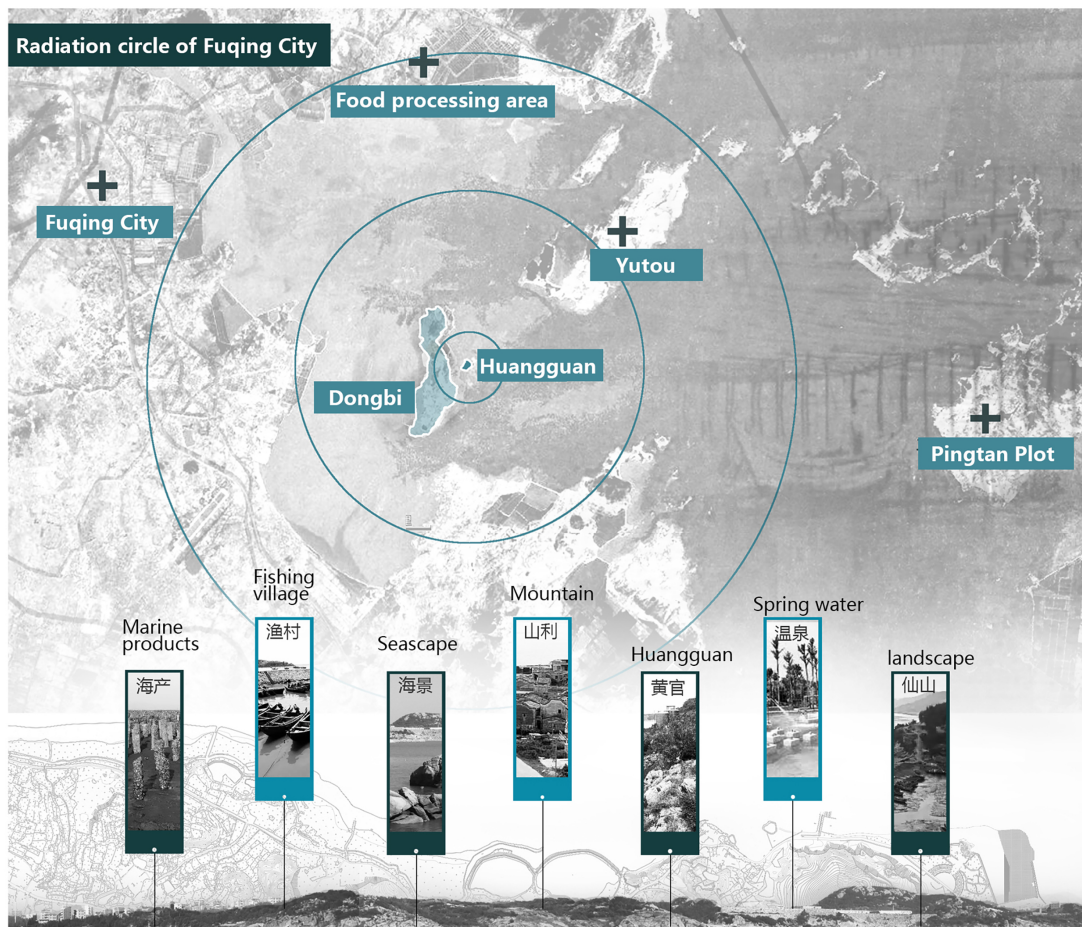 Radiation circle of Fuqing City
Food processing area
Fuqing City
Yutou
Huangguan
Dongbi
Pingtan Plot
Marine
products
海产
Fishing
village
渔村
Seascape
海景
Mountain
山利
Huangguan
黄官
Spring water
温泉
landscape
仙山